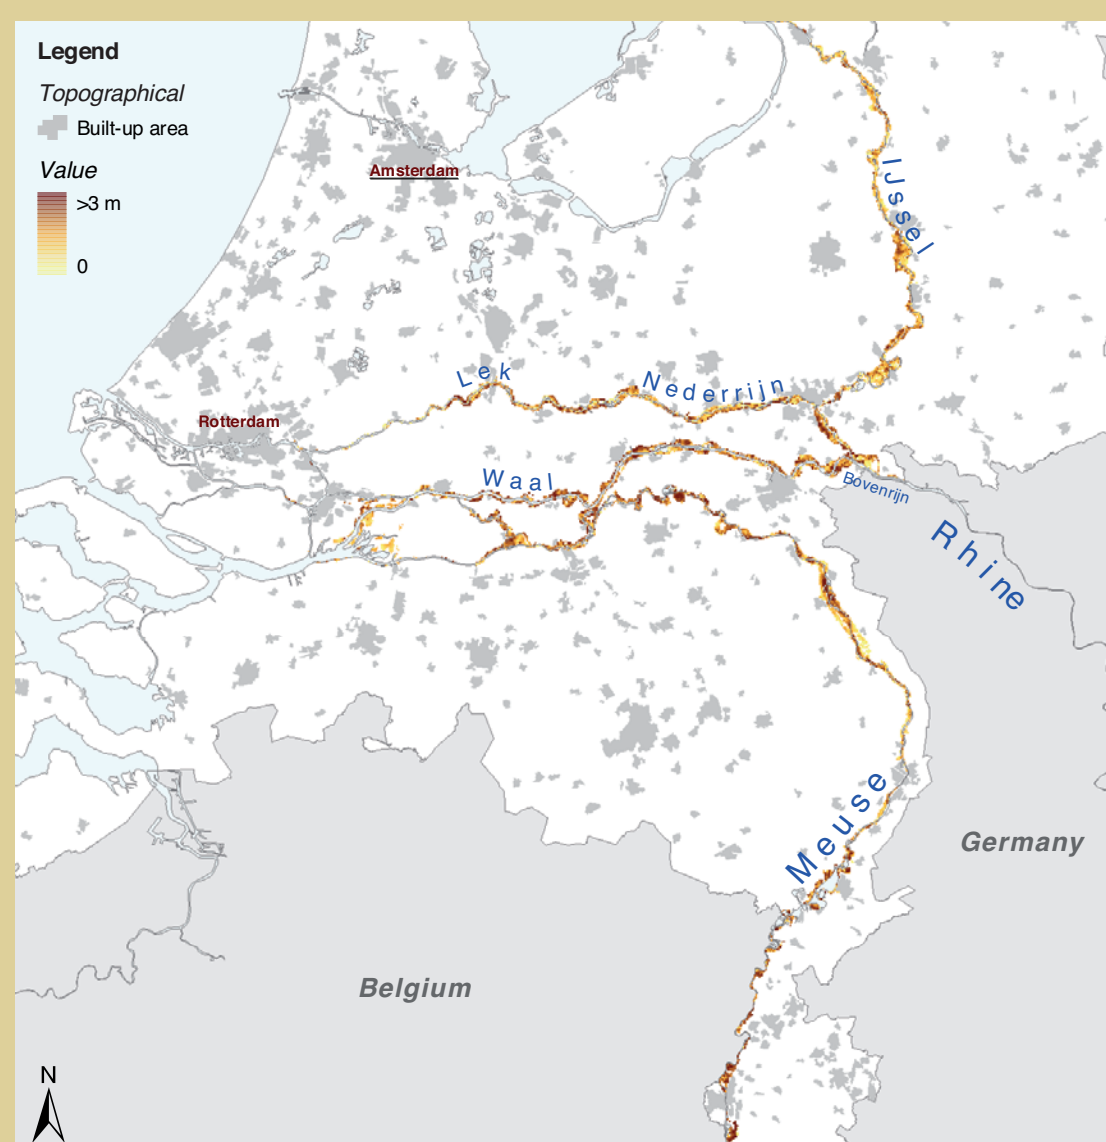 Legend
Topographical
Built-up area
Value
>3 m
0
Amsterdam
IJssel
Lek
Nederrijn
Rotterdam
Waal
Bovenrijn
Rhine
Meuse
Germany
Belgium
N